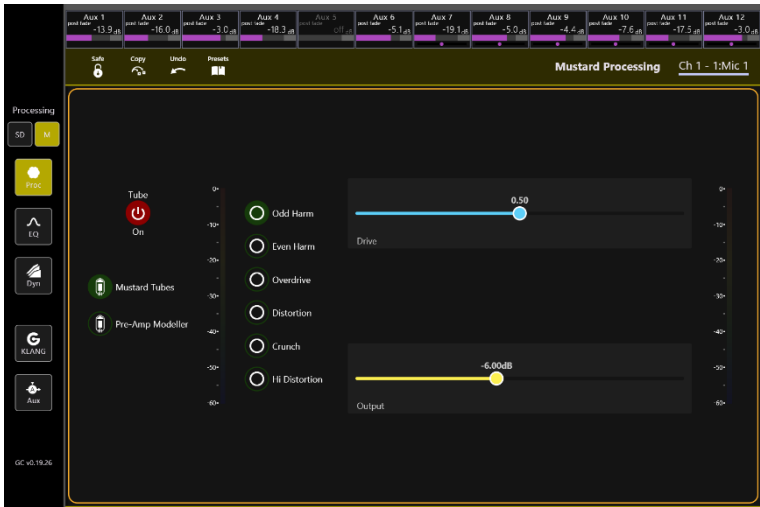 Aux 1 Aux 2 Aux 3 Aux 4 Aux 5 Aux 6 Aux 7 Aux 8 Aux 9 Aux 10 Aux 11 Aux 12
post fade post fade post fade post fade post fade post fade post fade post fade post fade post fade post fade post fade
-13.9 dB -16.0 dB -3.0 dB -18.3 dB Off dB -5.1 dB -19.1 dB -5.0 dB -4.4 dB -7.6 dB -17.5 dB -3.0 dB
Safe Copy Undo Presets
Mustard Processing Ch 1 - 1:Mic 1
Processing
SD M
Proc
EQ
Dyn
G
KLANG
A
Aux
GC v0.19.26
Tube
On
Mustard Tubes
Pre-Amp Modeller
0-
-10-
-20-
-30-
-40-
-50-
-60-
Odd Harm
Even Harm
Overdrive
Distortion
Crunch
Hi Distortion
0.50
Drive
-6.00dB
Output
0-
-10-
-20-
-30-
-40-
-50-
-60-